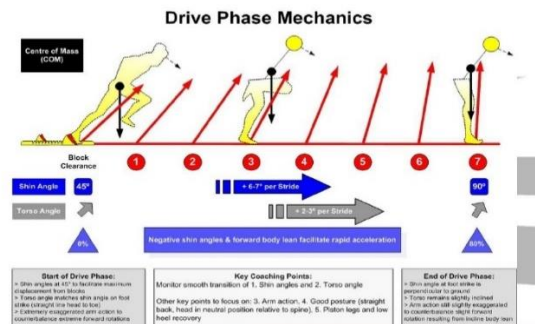 Drive Phase Mechanics
Centre of Mass
(COM)
Block
Clearance
1
2
3
4
5
6
7
Shin Angle
45º
+ 6-7º per Stride
90º
Torso Angle
+ 2-3º per Stride
0%
Negative shin angles & forward body lean facilitate rapid acceleration
Start of Drive Phase:
> Shin angles at 45º to facilitate maximum
displacement from blocks
> Torso angle matches shin angle on foot
strike (straight line head to toe)
> Extremely exaggerated arm action to
counterbalance extreme forward rotations
Key Coaching Points:
Monitor smooth transition of 1. Shin angles and 2. Torso
angle
Other key points to focus on: 3. Arm action. 4. Good posture (straight
back, head in neutral position relative to spine). 5. Piston legs and low
heel recovery
End of Drive Phase:
> Shin angle at foot strike is
perpendicular to ground
> Torso remains slightly inclined
> Arm action still slightly exaggerated
to counterbalance slight forward
rotation resulting from incline body lean